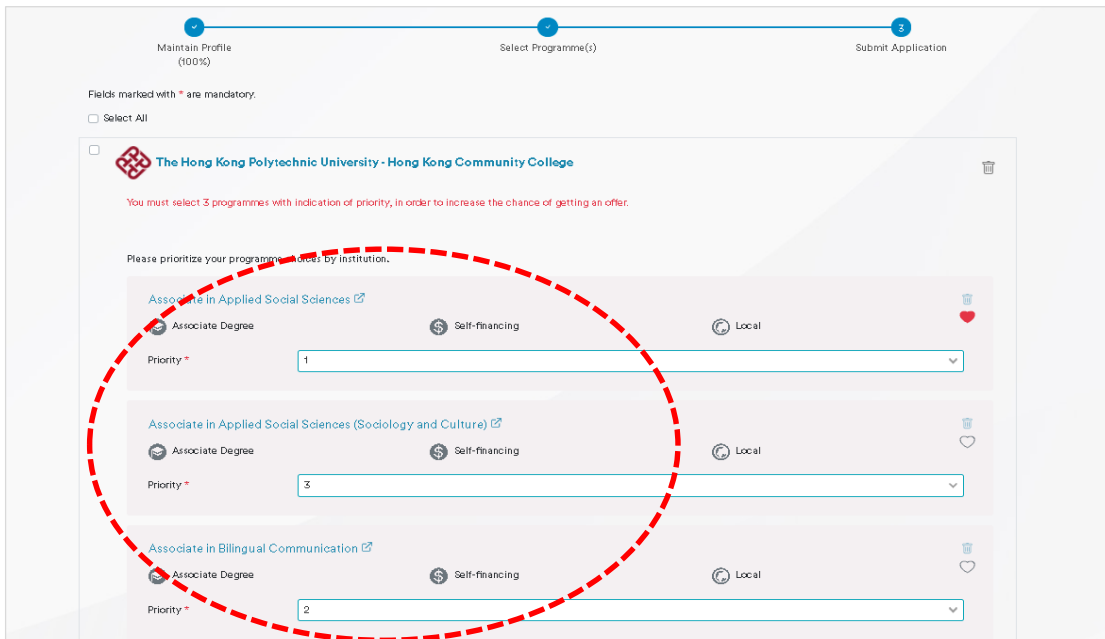 3
Maintain Profile
(100%)
Select Programme(s)
Submit Application
Fields marked with * are mandatory.
Select All
The Hong Kong Polytechnic University - Hong Kong Community College
You must select 3 programmes with indication of priority, in order to increase the chance of getting an offer.
Please prioritize your programme choices by institution.
Associate in Applied Social Sciences
Associate Degree
Self-financing
Local
Priority *
1
Associate in Applied Social Sciences (Sociology and Culture)
Associate Degree
Self-financing
Local
Priority *
3
Associate in Bilingual Communication
Associate Degree
Self-financing
Local
Priority *
2